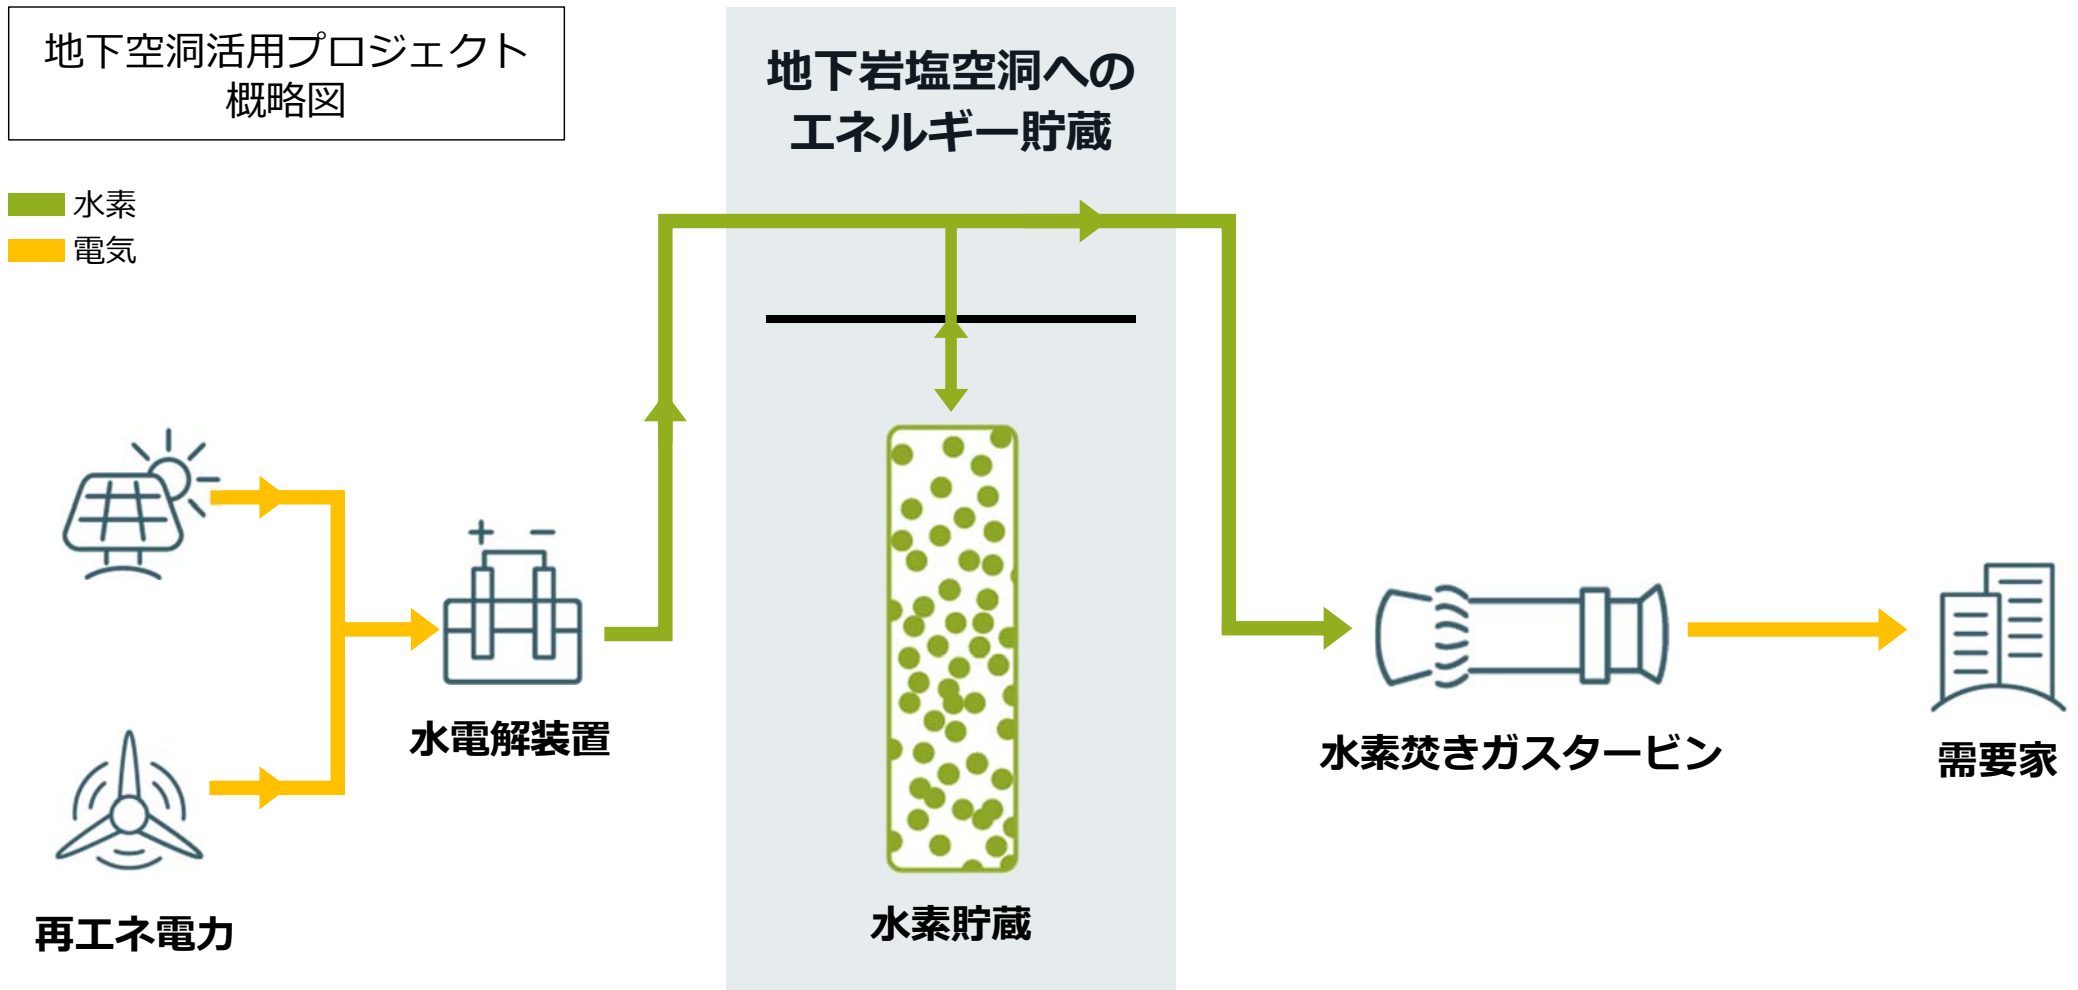 地下空洞活用プロジェクト
概略図
水素
電気
地下岩塩空洞への
エネルギー貯蔵
+ −
水電解装置
再エネ電力
水素貯蔵
水素焚きガスタービン
需要家